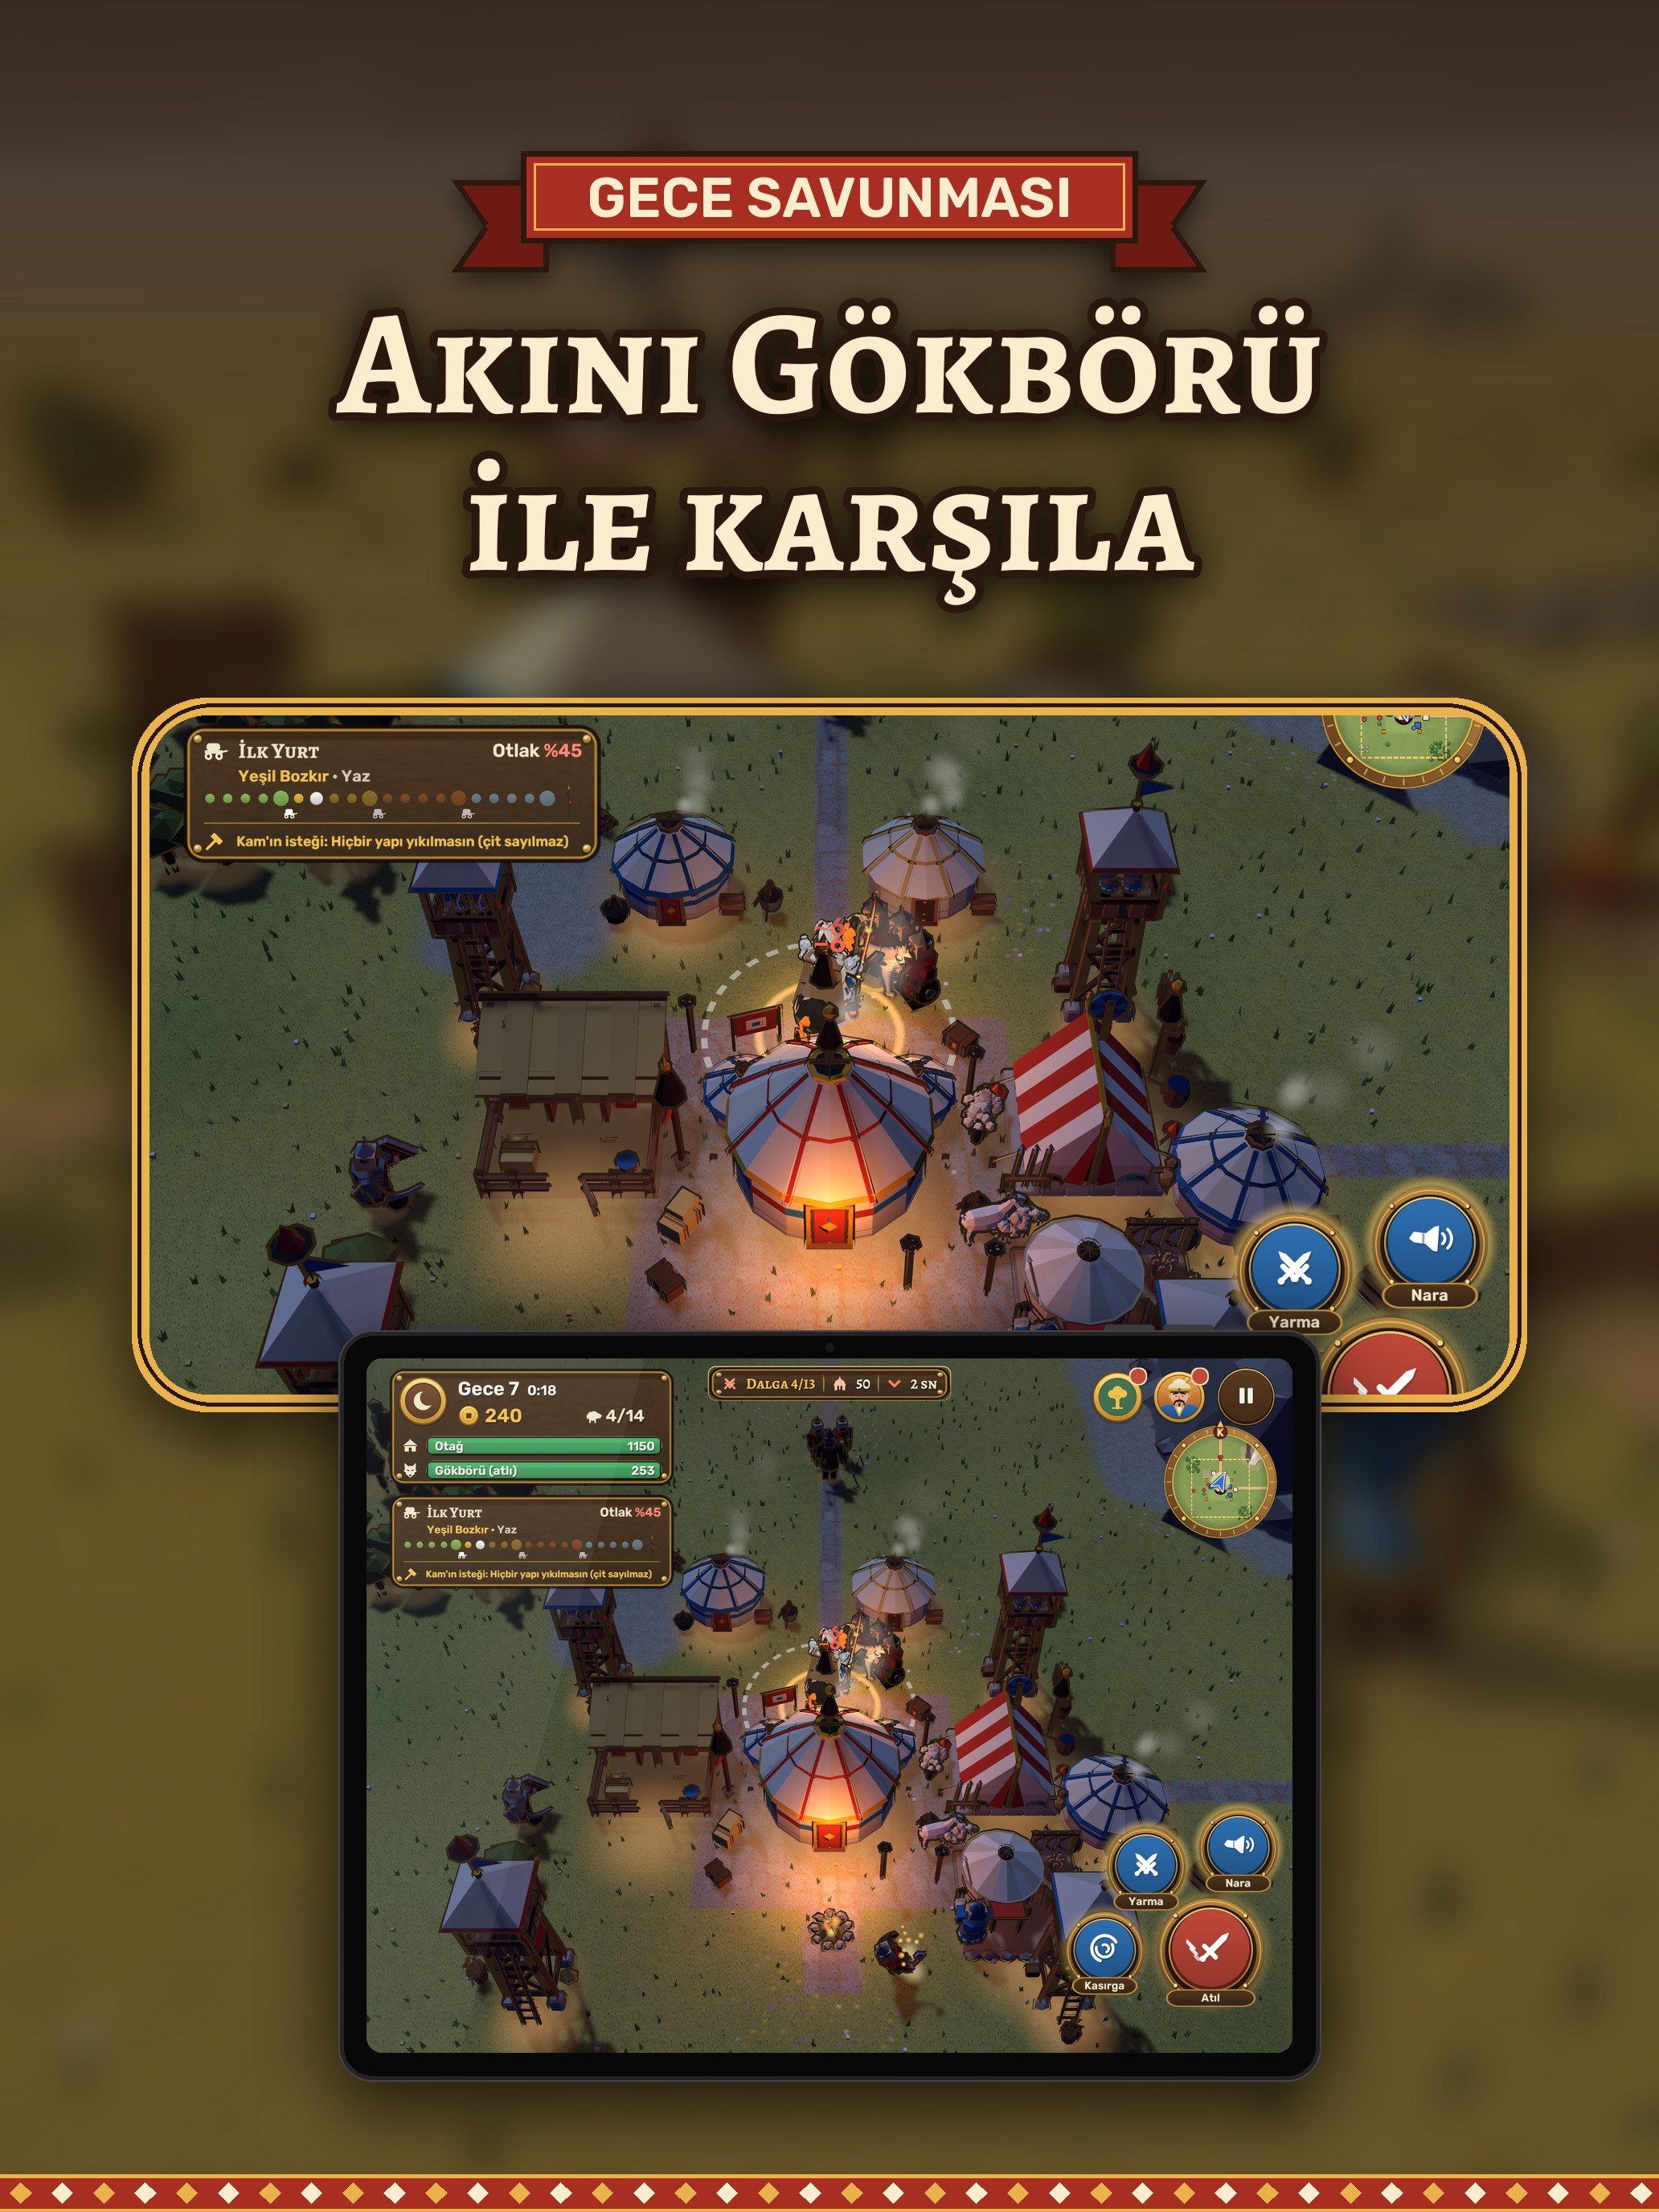 GECE SAVUNMASI
AKINI GÖKBÖRÜ
İLE KARŞILA
İLK YURT
Otlak %45
Yeşil Bozkır • Yaz
Kam'ın isteği: Hiçbir yapı yıkılmasın (çit sayılmaz)
Nara
Yarma
Gece 7 0:18
240
4/14
Otağ 1150
Gökbörü (atlı) 253
DALGA 4/13
50
2 SN
K
İLK YURT
Otlak %45
Yeşil Bozkır • Yaz
Kam'ın isteği: Hiçbir yapı yıkılmasın (çit sayılmaz)
Nara
Yarma
Kasırga
Atıl